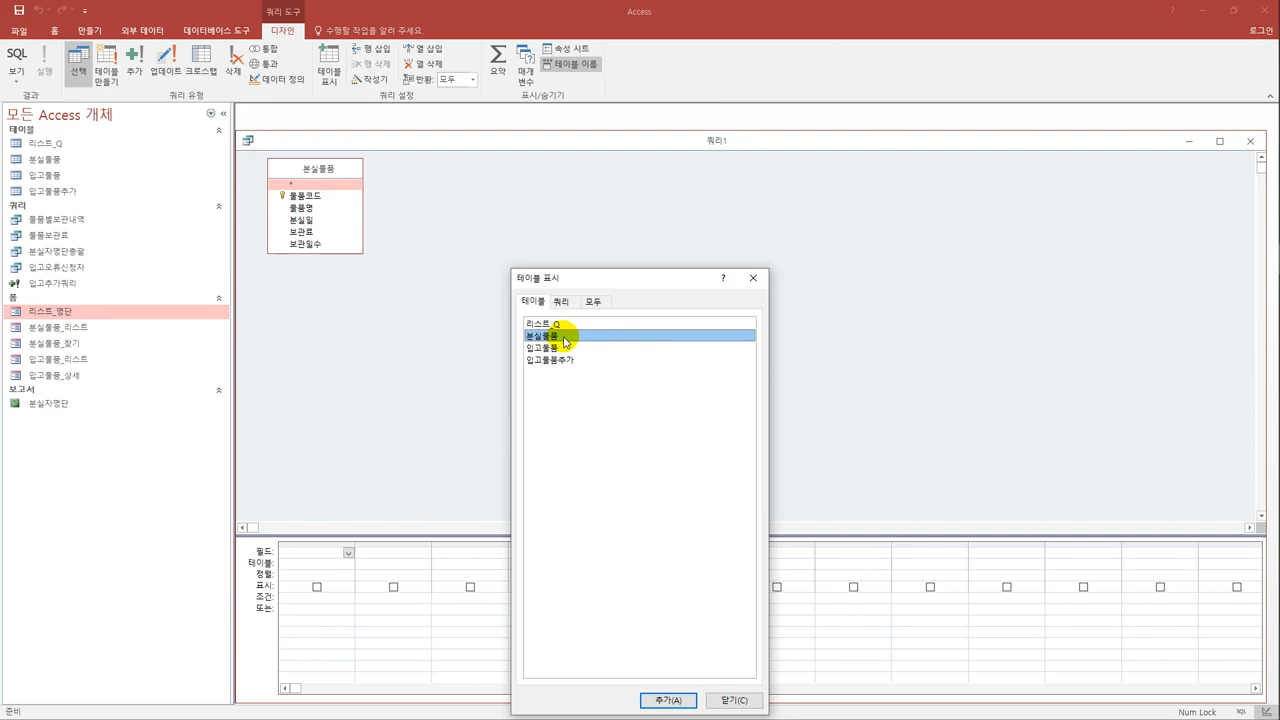 쿼리 도구
Access
파일 홈 만들기 외부 데이터 데이터베이스 도구 디자인 수행할 작업을 알려 주세요.
로그인
SQL
보기
실행
결과
선택
테이블
만들기
추가
업데이트
크로스탭
삭제
통합
통과
데이터 정의
쿼리 유형
테이블
표시
행 삽입
행 삭제
작성기
열 삽입
열 삭제
반환: 모두
쿼리 설정
요약
매개
변수
속성 시트
테이블 이름
표시/숨기기
모든 Access 개체
테이블
리스트_Q
분실물품
입고물품
입고물품추가
쿼리
물품별보관내역
물품보관료
분실자명단총괄
입고오류신청자
입고추가쿼리
폼
리스트_명단
분실물품_리스트
분실물품_찾기
입고물품_리스트
입고물품_상세
보고서
분실자명단
쿼리1
분실물품
*
물품코드
물품명
분실일
보관료
보관일수
테이블 표시
?
테이블 쿼리 모두
리스트_Q
분실물품
입고물품
입고물품추가
추가(A) 닫기(C)
필드:
테이블:
정렬:
표시:
조건:
또는:
준비
Num Lock
SQL